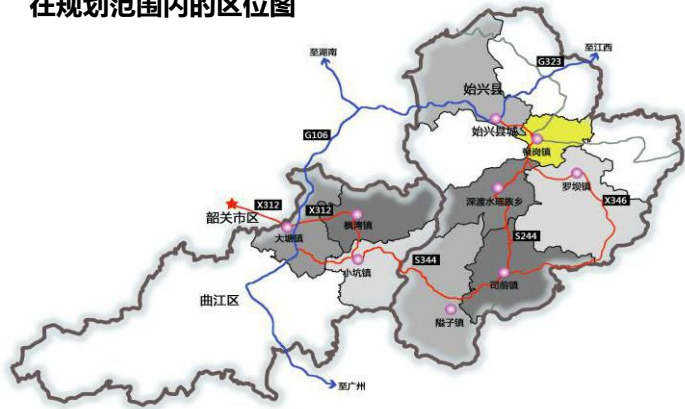 在规划范围内的区位图
至湖南
至江西
G323
始兴县
始兴县城
G106
顿岗镇
罗坝镇
深渡水瑶族乡
X346
X312
X312
韶关市区
枫湾镇
大塘镇
S244
S344
小坑镇
司前镇
曲江区
隘子镇
至广州